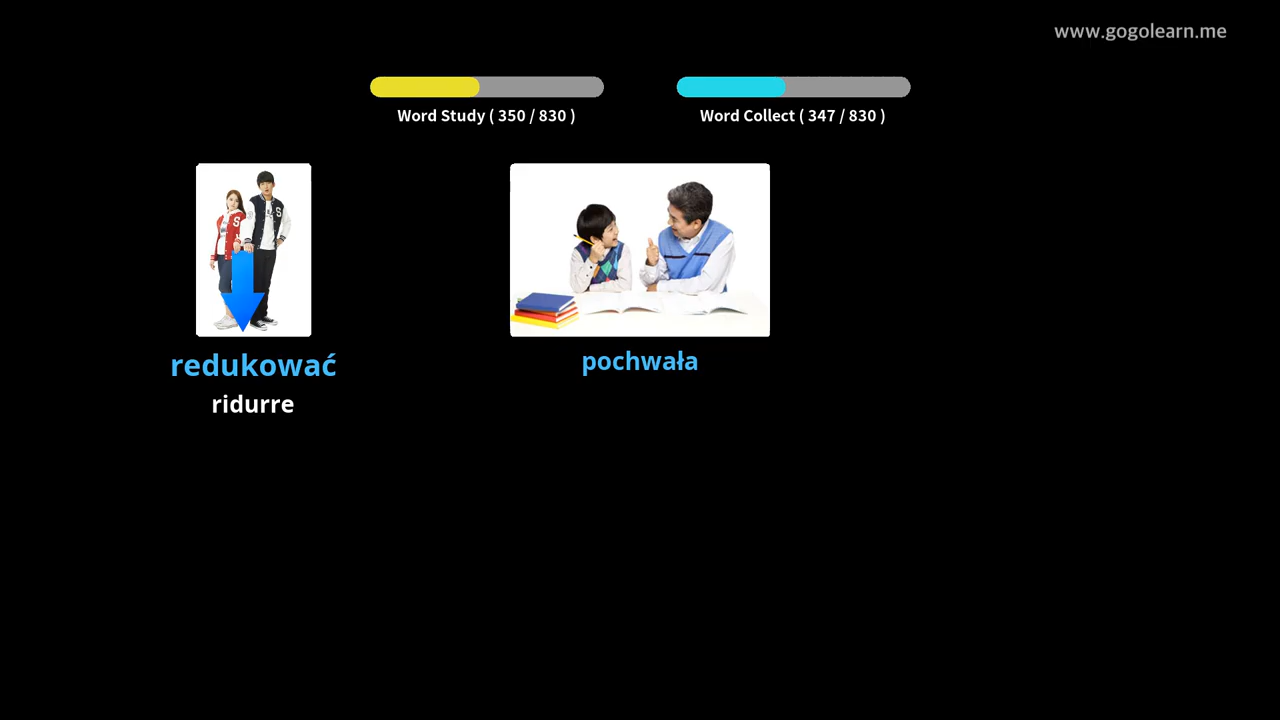 www.gogolearn.me
Word Study ( 350 / 830 )
Word Collect ( 347 / 830 )
S
S
redukować
ridurre
pochwała